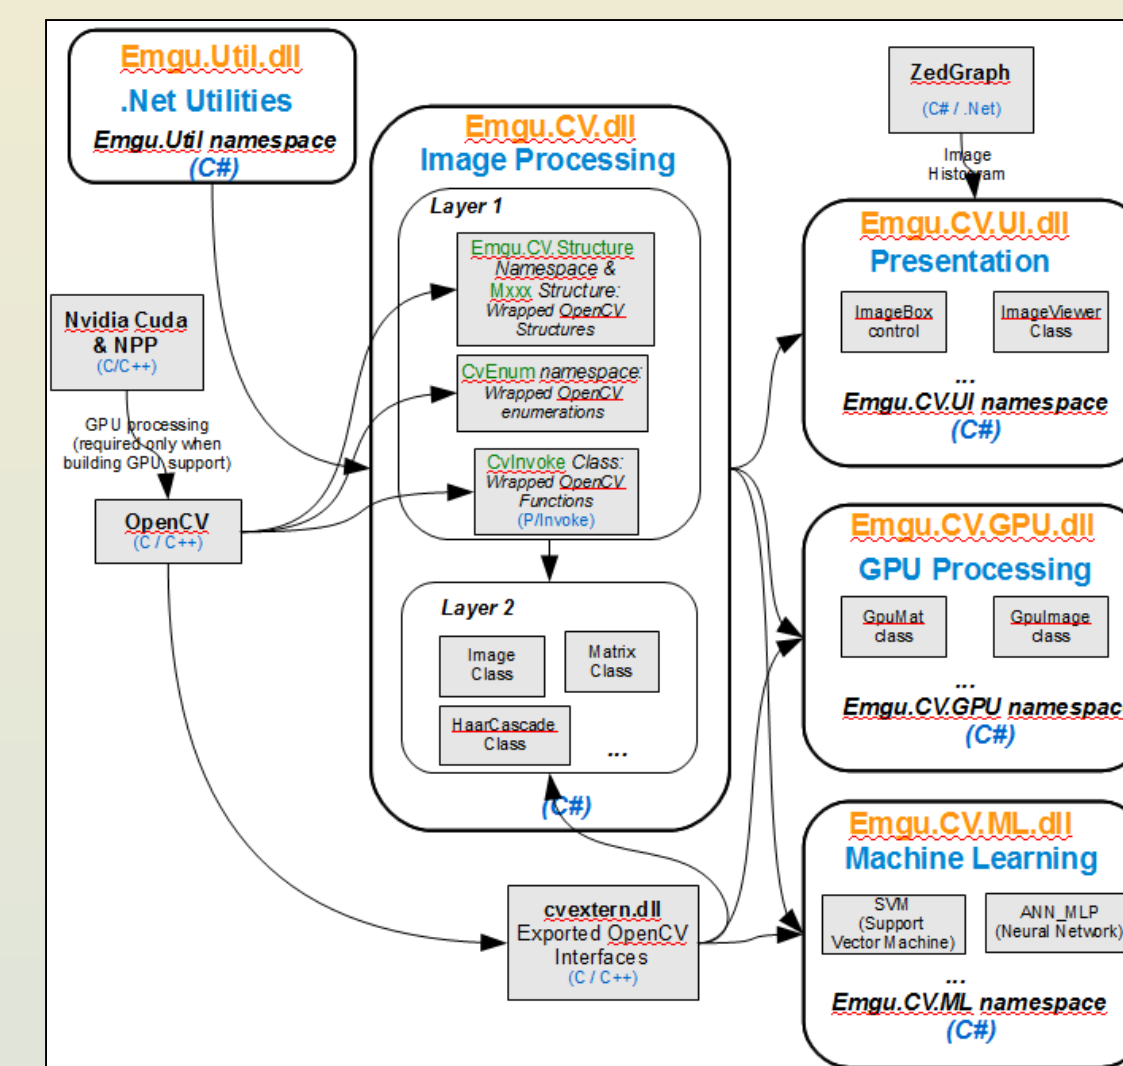 Emgu.Util.dll
.Net Utilities
Emgu.Util namespace
(C#)
Nvidia Cuda
& NPP
(C/C++)
GPU processing
(required only when
building GPU support)
OpenCV
(C / C++)
Emgu.CV.dll
Image Processing
Layer 1
Emgu.CV.Structure
Namespace &
Mxxx Structure:
Wrapped OpenCV
Structures
CvEnum namespace:
Wrapped OpenCV
enumerations
CvInvoke Class:
Wrapped OpenCV
Functions
(P/Invoke)
Layer 2
Image
Class
Matrix
Class
HaarCascade
Class
...
(C#)
cvextern.dll
Exported OpenCV
Interfaces
(C / C++)
ZedGraph
(C# / .Net)
Image
Histogram
Emgu.CV.UI.dll
Presentation
ImageBox
control
ImageViewer
Class
...
Emgu.CV.UI namespace
(C#)
Emgu.CV.GPU.dll
GPU Processing
GpuMat
class
GpuImage
class
...
Emgu.CV.GPU namespac
(C#)
Emgu.CV.ML.dll
Machine Learning
SVM
(Support
Vector Machine)
ANN_MLP
(Neural Network)
...
Emgu.CV.ML namespace
(C#)